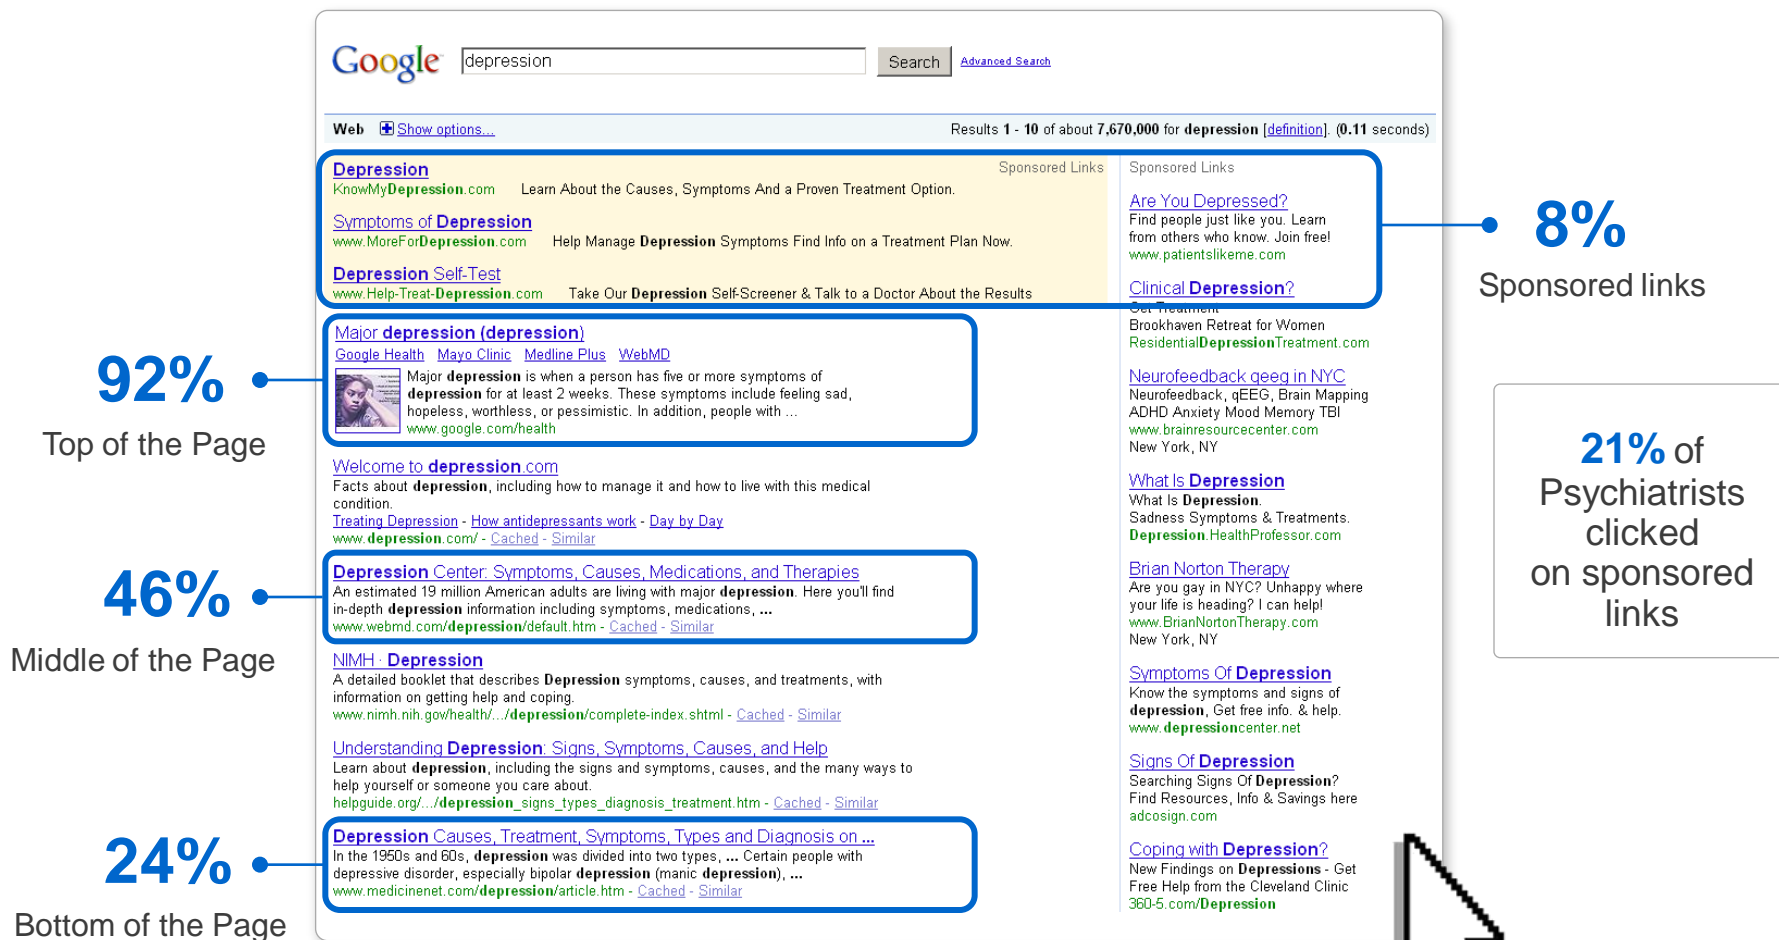 Google
depression
Search
Advanced Search
Web Show options... Results 1 - 10 of about 7,670,000 for depression [definition]. (0.11 seconds)
Depression Sponsored Links
KnowMyDepression.com Learn About the Causes, Symptoms And a Proven Treatment Option.
Symptoms of Depression
www.MoreForDepression.com Help Manage Depression Symptoms Find Info on a Treatment Plan Now.
Depression Self-Test
www.Help-Treat-Depression.com Take Our Depression Self-Screener & Talk to a Doctor About the Results
Major depression (depression)
Google Health Mayo Clinic Medline Plus WebMD
Major depression is when a person has five or more symptoms of
depression for at least 2 weeks. These symptoms include feeling sad,
hopeless, worthless, or pessimistic. In addition, people with ...
www.google.com/health
Welcome to depression.com
Facts about depression, including how to manage it and how to live with this medical
condition.
Treating Depression - How antidepressants work - Day by Day
www.depression.com/ - Cached - Similar
Depression Center: Symptoms, Causes, Medications, and Therapies
An estimated 19 million American adults are living with major depression. Here you'll find
in-depth depression information including symptoms, medications, ...
www.webmd.com/depression/default.htm - Cached - Similar
NIMH · Depression
A detailed booklet that describes Depression symptoms, causes, and treatments, with
information on getting help and coping.
www.nimh.nih.gov/health/.../depression/complete-index.shtml - Cached - Similar
Understanding Depression: Signs, Symptoms, Causes, and Help
Learn about depression, including the signs and symptoms, causes, and the many ways to
help yourself or someone you care about.
helpguide.org/.../depression_signs_types_diagnosis_treatment.htm - Cached - Similar
Depression Causes, Treatment, Symptoms, Types and Diagnosis on ...
In the 1950s and 60s, depression was divided into two types, ... Certain people with
depressive disorder, especially bipolar depression (manic depression), ...
www.medicinenet.com/depression/article.htm - Cached - Similar
Sponsored Links
Are You Depressed?
Find people just like you. Learn
from others who know. Join free!
www.patientslikeme.com
Clinical Depression?
Get Treatment
Brookhaven Retreat for Women
ResidentialDepressionTreatment.com
Neurofeedback qeeg in NYC
Neurofeedback, qEEG, Brain Mapping
ADHD Anxiety Mood Memory TBI
www.brainresourcecenter.com
New York, NY
What Is Depression
What Is Depression.
Sadness Symptoms & Treatments.
Depression.HealthProfessor.com
Brian Norton Therapy
Are you gay in NYC? Unhappy where
your life is heading? I can help!
www.BrianNortonTherapy.com
New York, NY
Symptoms Of Depression
Know the symptoms and signs of
depression, Get free info. & help.
www.depressioncenter.net
Signs Of Depression
Searching Signs Of Depression?
Find Resources, Info & Savings here
adcosign.com
Coping with Depression?
New Findings on Depressions - Get
Free Help from the Cleveland Clinic
360-5.com/Depression
92%
Top of the Page
46%
Middle of the Page
24%
Bottom of the Page
8%
Sponsored links
21% of
Psychiatrists
clicked
on sponsored
links